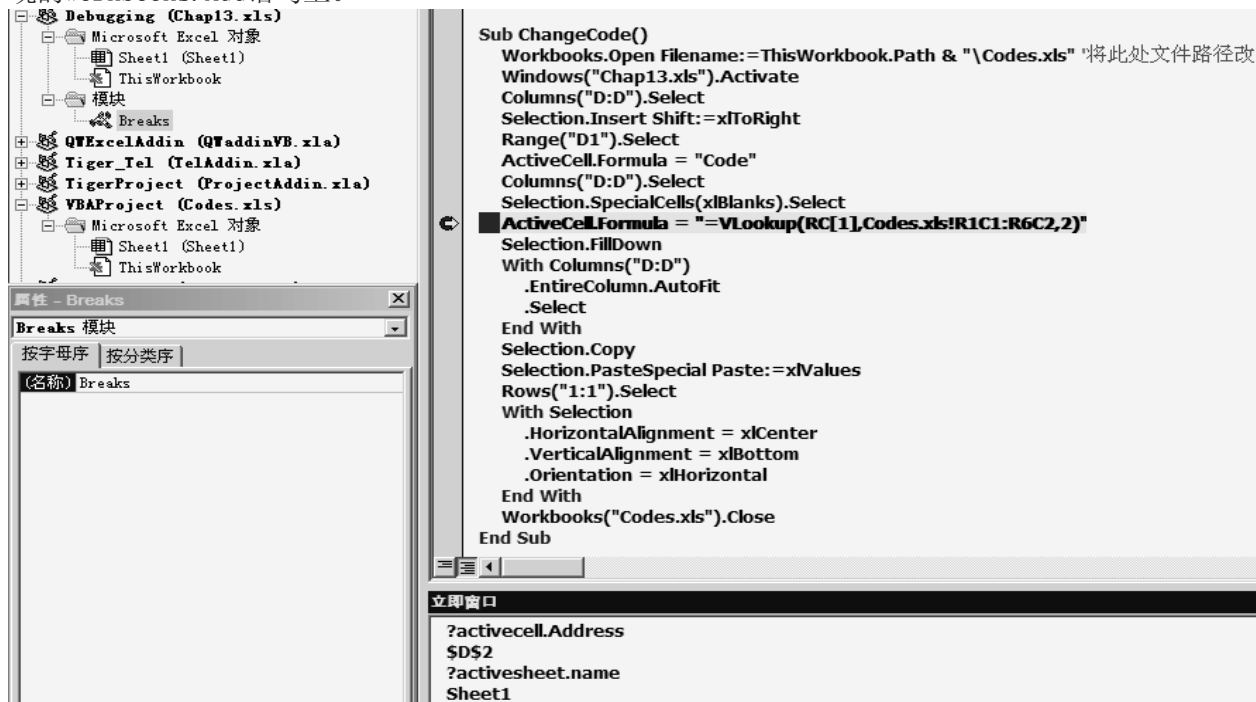 Debugging (Chap13.xls)
Microsoft Excel 对象
Sheet1 (Sheet1)
ThisWorkbook
模块
Breaks
QTExcelAddin (QTaddinVB.xla)
Tiger_Tel (TelAddin.xla)
TigerProject (ProjectAddin.xla)
VBAProject (Codes.xls)
Microsoft Excel 对象
Sheet1 (Sheet1)
ThisWorkbook
属性 - Breaks
Breaks 模块
按字母序
按分类序
(名称) Breaks
Sub ChangeCode()
Workbooks.Open Filename:=ThisWorkbook.Path & "\Codes.xls" '将此处文件路径改
Windows("Chap13.xls").Activate
Columns("D:D").Select
Selection.Insert Shift:=xlToRight
Range("D1").Select
ActiveCell.Formula = "Code"
Columns("D:D").Select
Selection.SpecialCells(xlBlanks).Select
ActiveCell.Formula = "=VLookup(RC[1],Codes.xls!R1C1:R6C2,2)"
Selection.FillDown
With Columns("D:D")
.EntireColumn.AutoFit
.Select
End With
Selection.Copy
Selection.PasteSpecial Paste:=xlValues
Rows("1:1").Select
With Selection
.HorizontalAlignment = xlCenter
.VerticalAlignment = xlBottom
.Orientation = xlHorizontal
End With
Workbooks("Codes.xls").Close
End Sub
立即窗口
?activecell.Address
$D$2
?activesheet.name
Sheet1